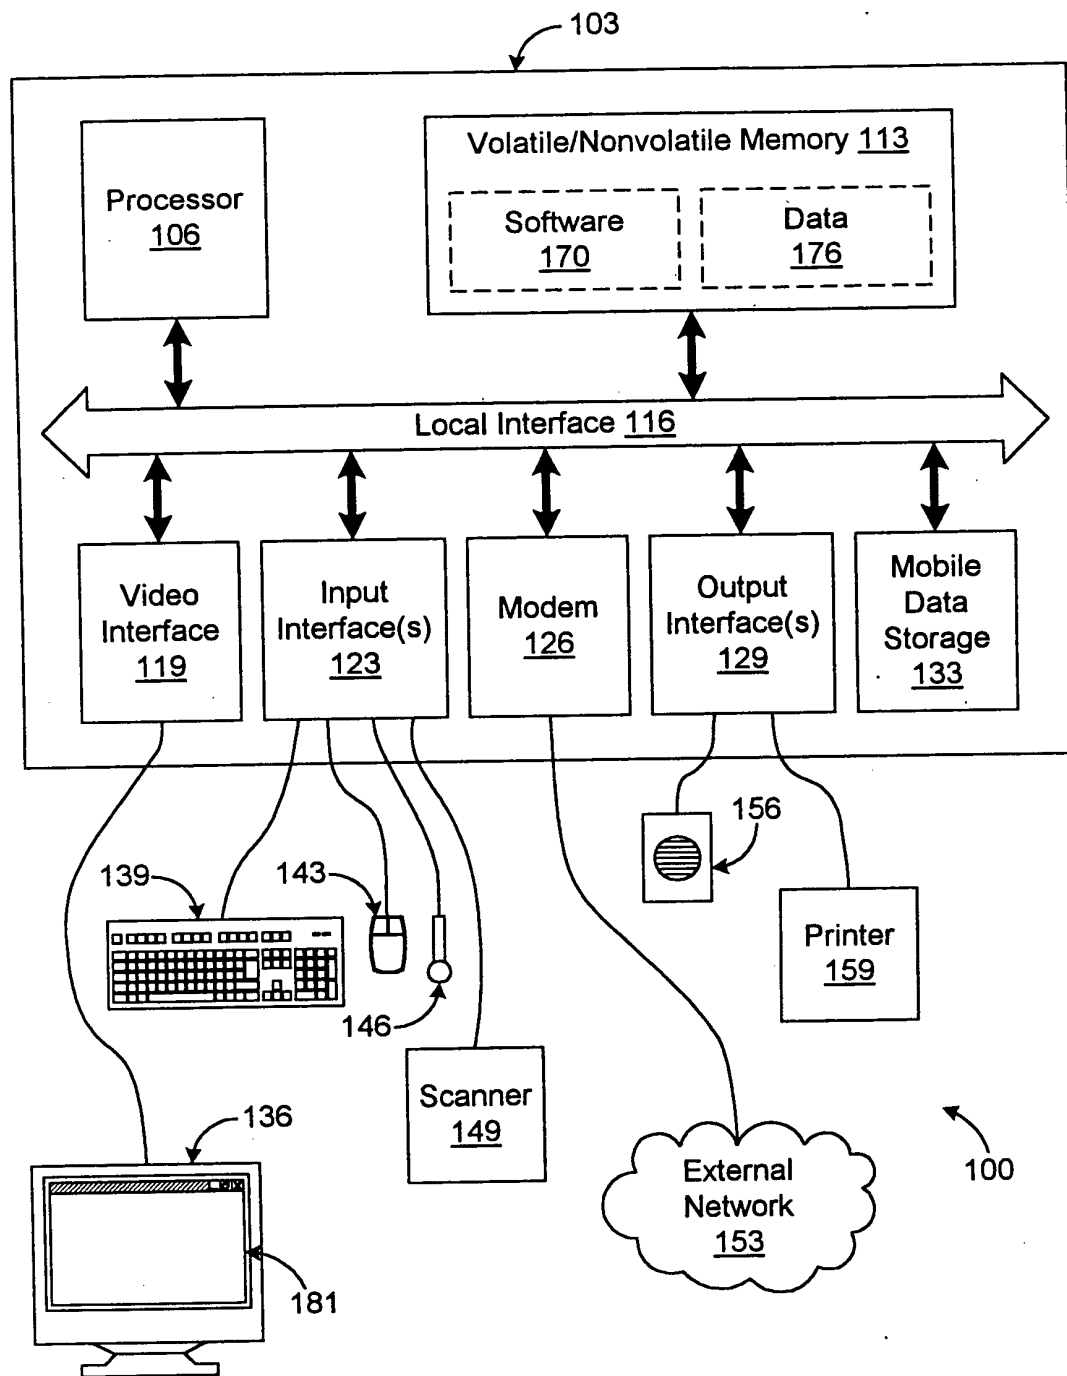 103
Processor
106
Volatile/Nonvolatile Memory 113
Software
170
Data
176
Local Interface 116
Video
Interface
119
Input
Interface(s)
123
Modem
126
Output
Interface(s)
129
Mobile
Data
Storage
133
156
139
143
Printer
159
146
Scanner
149
136
100
External
Network
153
181